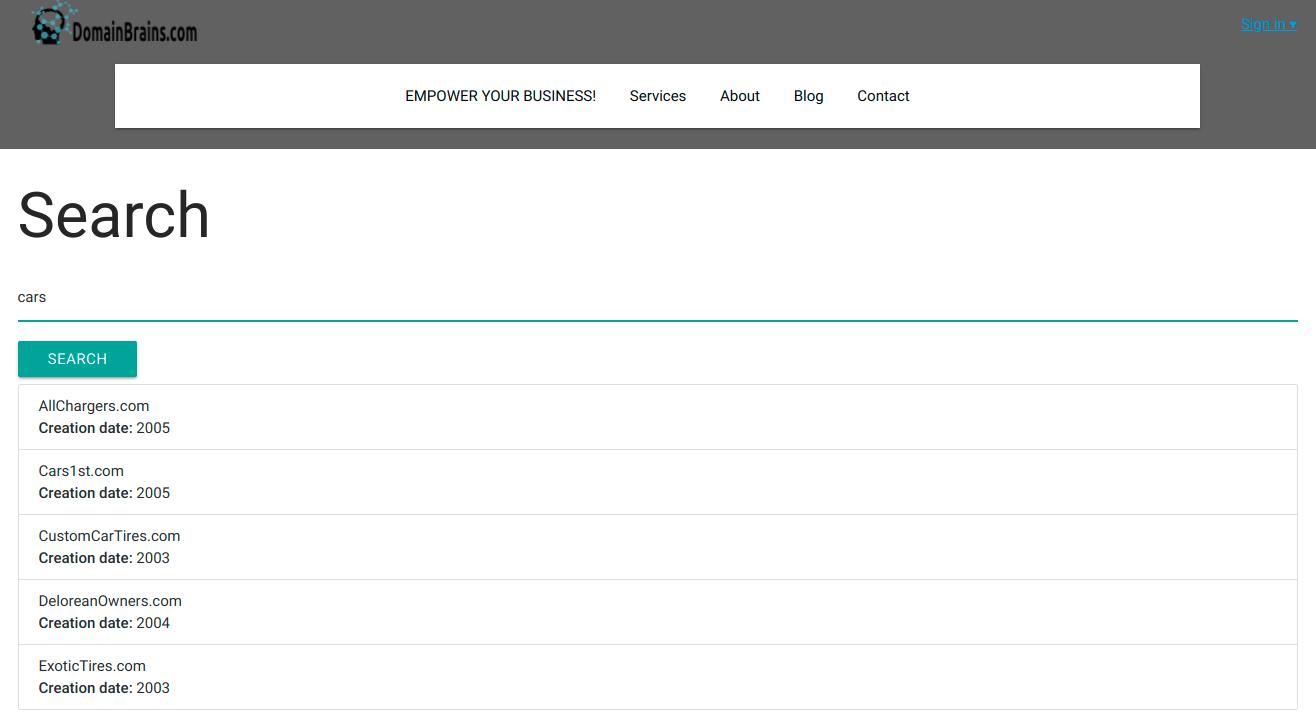 DomainBrains.com
Sign in ▾
EMPOWER YOUR BUSINESS! Services About Blog Contact
Search
cars
SEARCH
AllChargers.com
Creation date: 2005
Cars1st.com
Creation date: 2005
CustomCarTires.com
Creation date: 2003
DeloreanOwners.com
Creation date: 2004
ExoticTires.com
Creation date: 2003